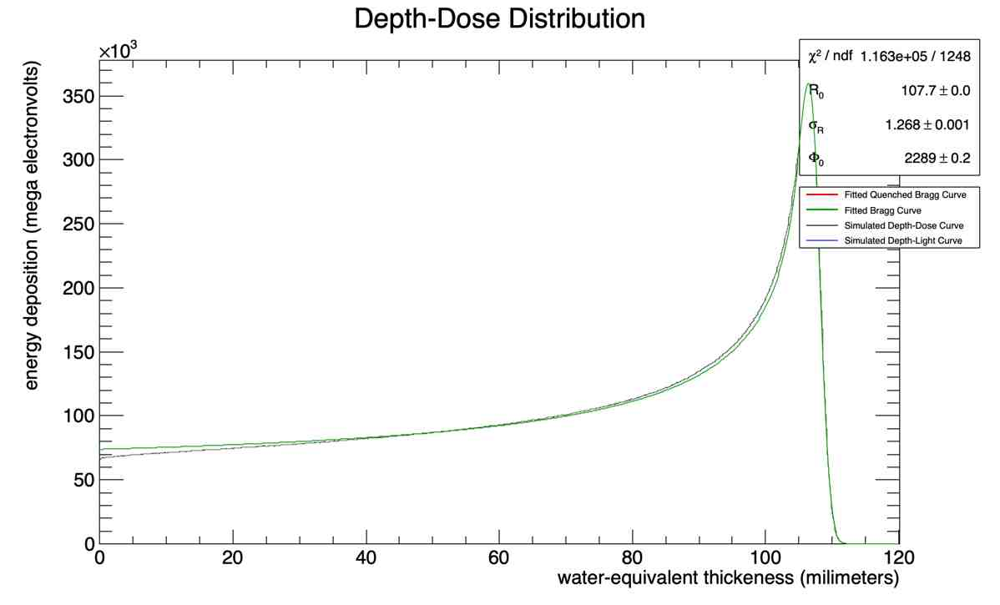 Depth-Dose Distribution
×10³
χ² / ndf 1.163e+05 / 1248
R₀ 107.7 ± 0.0
σR 1.268 ± 0.001
Φ₀ 2289 ± 0.2
Fitted Quenched Bragg Curve
Fitted Bragg Curve
Simulated Depth-Dose Curve
Simulated Depth-Light Curve
energy deposition (mega electronvolts)
350
300
250
200
150
100
50
0
0 20 40 60 80 100 120
water-equivalent thickeness (milimeters)